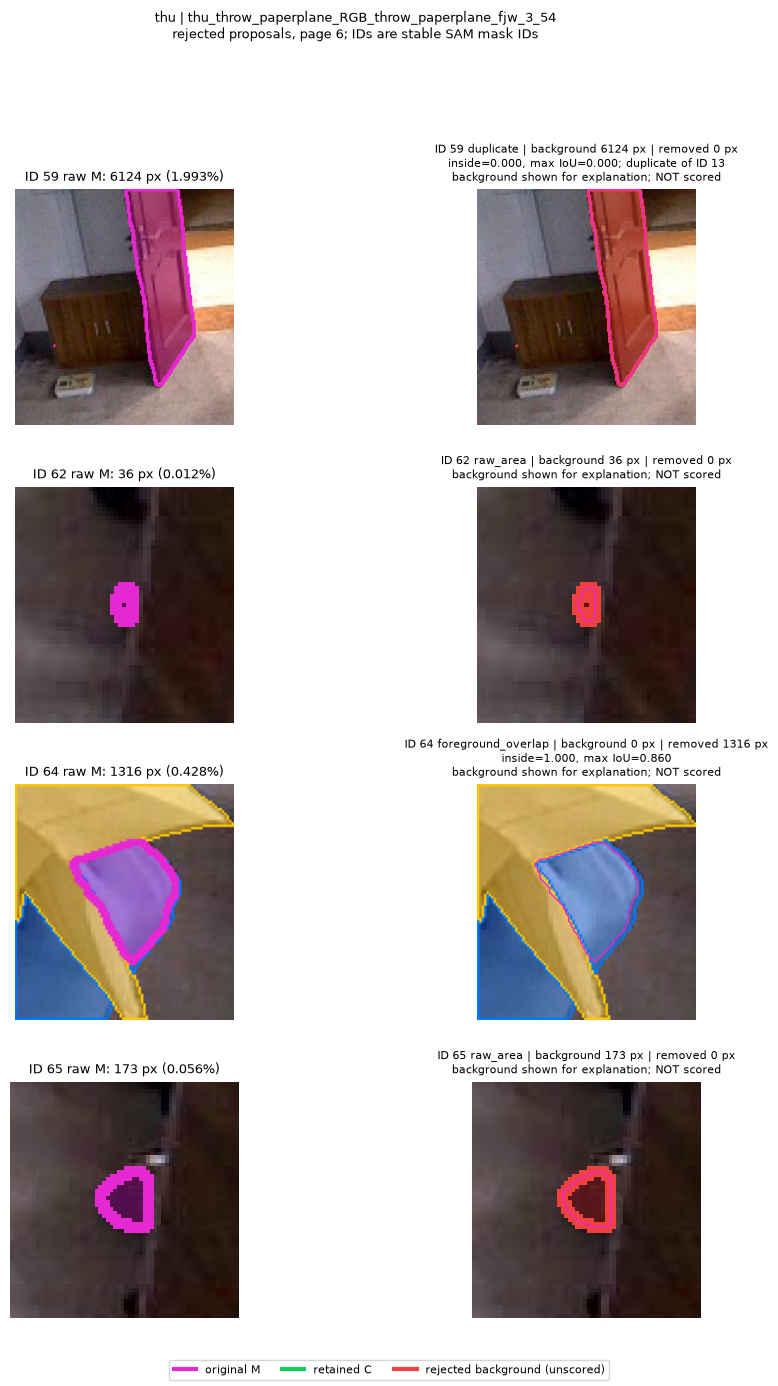 thu | thu_throw_paperplane_RGB_throw_paperplane_fjw_3_54
rejected proposals, page 6; IDs are stable SAM mask IDs
ID 59 raw M: 6124 px (1.993%)
ID 59 duplicate | background 6124 px | removed 0 px
inside=0.000, max IoU=0.000; duplicate of ID 13
background shown for explanation; NOT scored
ID 62 raw M: 36 px (0.012%)
ID 62 raw_area | background 36 px | removed 0 px
background shown for explanation; NOT scored
ID 64 raw M: 1316 px (0.428%)
ID 64 foreground_overlap | background 0 px | removed 1316 px
inside=1.000, max IoU=0.860
background shown for explanation; NOT scored
ID 65 raw M: 173 px (0.056%)
ID 65 raw_area | background 173 px | removed 0 px
background shown for explanation; NOT scored
original M
retained C
rejected background (unscored)